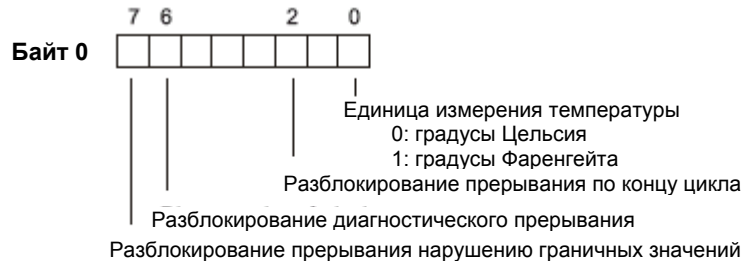 7 6 2 0
Байт 0
Единица измерения температуры
0: градусы Цельсия
1: градусы Фаренгейта
Разблокирование прерывания по концу цикла
Разблокирование диагностического прерывания
Разблокирование прерывания нарушению граничных значений